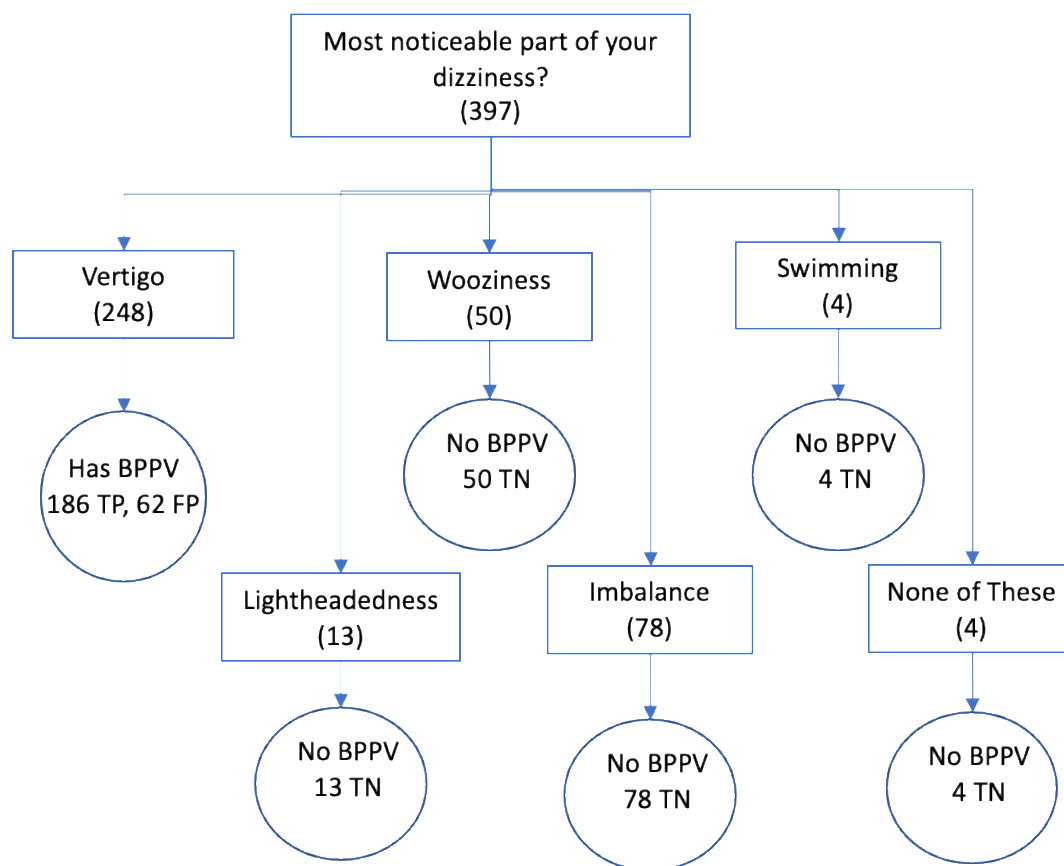 Most noticeable part of your
dizziness?
(397)
Vertigo
(248)
Wooziness
(50)
Swimming
(4)
Has BPPV
186 TP, 62 FP
No BPPV
50 TN
No BPPV
4 TN
Lightheadedness
(13)
Imbalance
(78)
None of These
(4)
No BPPV
13 TN
No BPPV
78 TN
No BPPV
4 TN